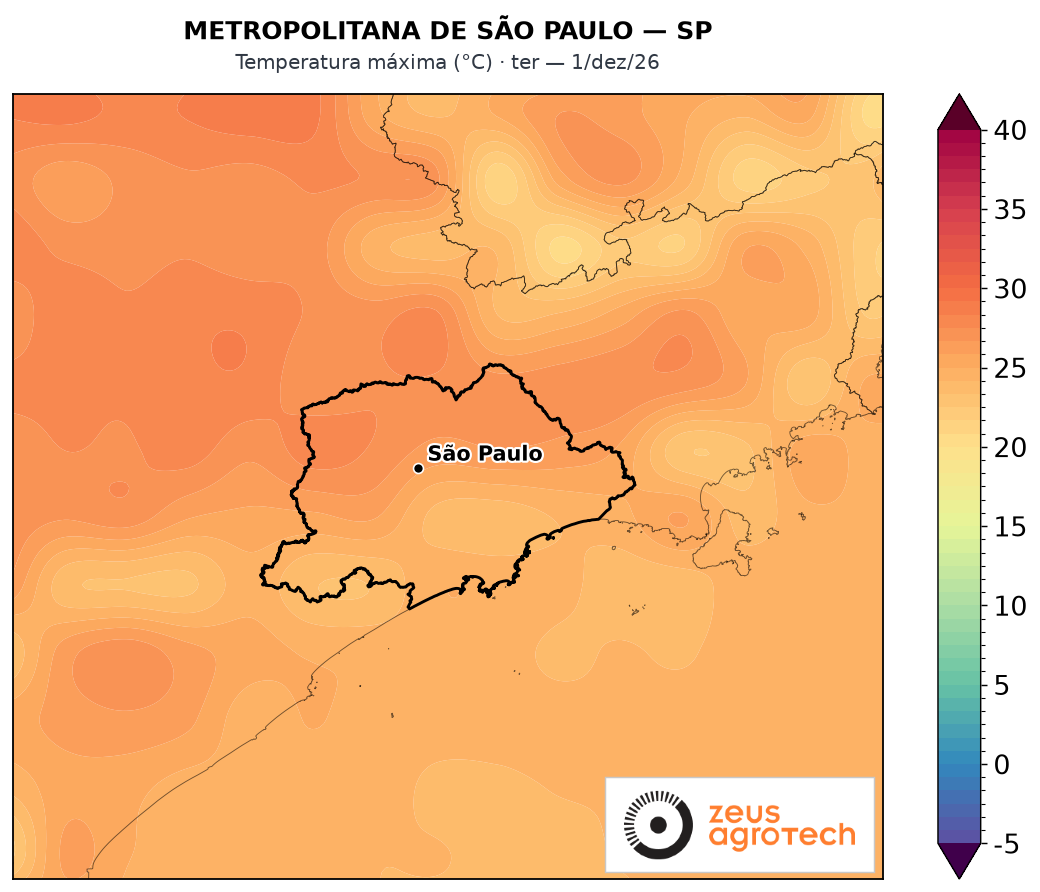 METROPOLITANA DE SÃO PAULO — SP
Temperatura máxima (°C) · ter — 1/dez/26
40
35
30
25
20
15
10
5
0
-5
São Paulo
zeus
agrotech